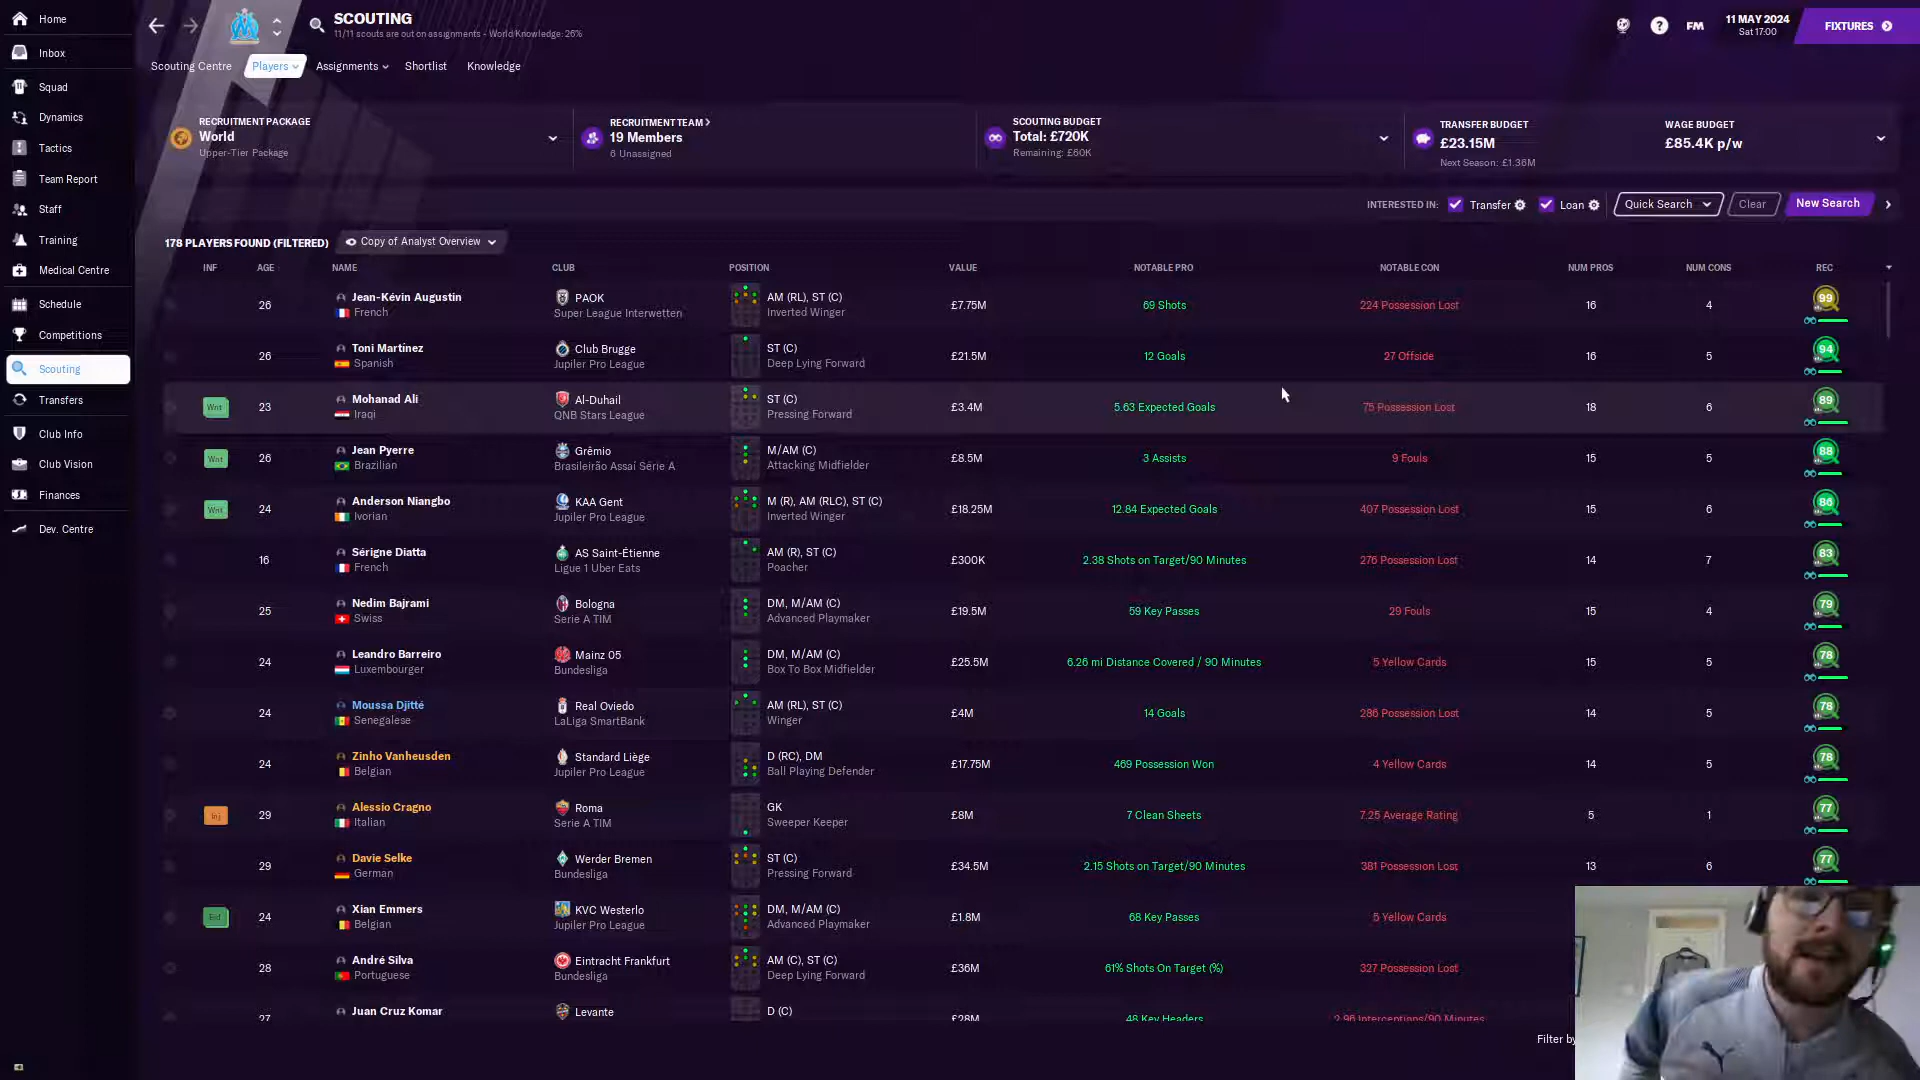 Home
Inbox
Squad
Dynamics
Tactics
Team Report
Staff
Training
Medical Centre
Schedule
Competitions
Scouting
Transfers
Club Info
Club Vision
Finances
Dev. Centre
SCOUTING
11/11 scouts are out on assignments - World Knowledge: 26%
FM
11 MAY 2024
Sat 17:00
FIXTURES
Scouting Centre
Players
Assignments
Shortlist
Knowledge
RECRUITMENT PACKAGE
World
Upper-Tier Package
RECRUITMENT TEAM
19 Members
6 Unassigned
SCOUTING BUDGET
Total: £720K
Remaining: £60K
TRANSFER BUDGET
£23.15M
Next Season: £1.36M
WAGE BUDGET
£85.4K p/w
INTERESTED IN: Transfer Loan Quick Search Clear New Search
178 PLAYERS FOUND (FILTERED) Copy of Analyst Overview
INF AGE NAME CLUB POSITION VALUE NOTABLE PRO NOTABLE CON NUM PROS NUM CONS REC
26 Jean-Kévin Augustin PAOK AM (RL), ST (C) £7.75M 69 Shots 224 Possession Lost 16 4 99
French Super League Interwetten Inverted Winger
26 Toni Martínez Club Brugge ST (C) £21.5M 12 Goals 27 Offside 16 5 94
Spanish Jupiler Pro League Deep Lying Forward
Wnt 23 Mohanad Ali Al-Duhail ST (C) £3.4M 5.63 Expected Goals 75 Possession Lost 18 6 89
Iraqi QNB Stars League Pressing Forward
Wnt 26 Jean Pyerre Grêmio M/AM (C) £8.5M 3 Assists 9 Fouls 15 5 88
Brazilian Brasileirão Assaí Série A Attacking Midfielder
Wnt 24 Anderson Niangbo KAA Gent M (R), AM (RLC), ST (C) £18.25M 12.84 Expected Goals 407 Possession Lost 15 6 86
Ivorian Jupiler Pro League Inverted Winger
16 Sérigne Diatta AS Saint-Étienne AM (R), ST (C) £300K 2.38 Shots on Target/90 Minutes 276 Possession Lost 14 7 83
French Ligue 1 Uber Eats Poacher
25 Nedim Bajrami Bologna DM, M/AM (C) £19.5M 59 Key Passes 29 Fouls 15 4 79
Swiss Serie A TIM Advanced Playmaker
24 Leandro Barreiro Mainz 05 DM, M/AM (C) £25.5M 6.26 mi Distance Covered / 90 Minutes 5 Yellow Cards 15 5 78
Luxembourger Bundesliga Box To Box Midfielder
24 Moussa Djitté Real Oviedo AM (RL), ST (C) £4M 14 Goals 286 Possession Lost 14 5 78
Senegalese LaLiga SmartBank Winger
24 Zinho Vanheusden Standard Liège D (RC), DM £17.75M 469 Possession Won 4 Yellow Cards 14 5 78
Belgian Jupiler Pro League Ball Playing Defender
Inj 29 Alessio Cragno Roma GK £8M 7 Clean Sheets 7.25 Average Rating 5 1 77
Italian Serie A TIM Sweeper Keeper
29 Davie Selke Werder Bremen ST (C) £34.5M 2.15 Shots on Target/90 Minutes 381 Possession Lost 13 6 77
German Bundesliga Pressing Forward
24 Xian Emmers KVC Westerlo DM, M/AM (C) £1.8M 68 Key Passes 5 Yellow Cards
Belgian Jupiler Pro League Advanced Playmaker
28 André Silva Eintracht Frankfurt AM (C), ST (C) £36M 61% Shots On Target (%) 327 Possession Lost
Portuguese Bundesliga Deep Lying Forward
27 Juan Cruz Komar Levante D (C) £28M 48 Key Headers 2.96 Interceptions/90 Minutes
Filter by